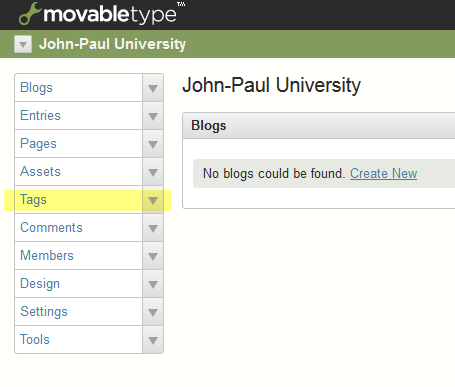 movabletype™
John-Paul University
Blogs
Entries
Pages
Assets
Tags
Comments
Members
Design
Settings
Tools
John-Paul University
Blogs
No blogs could be found. Create New